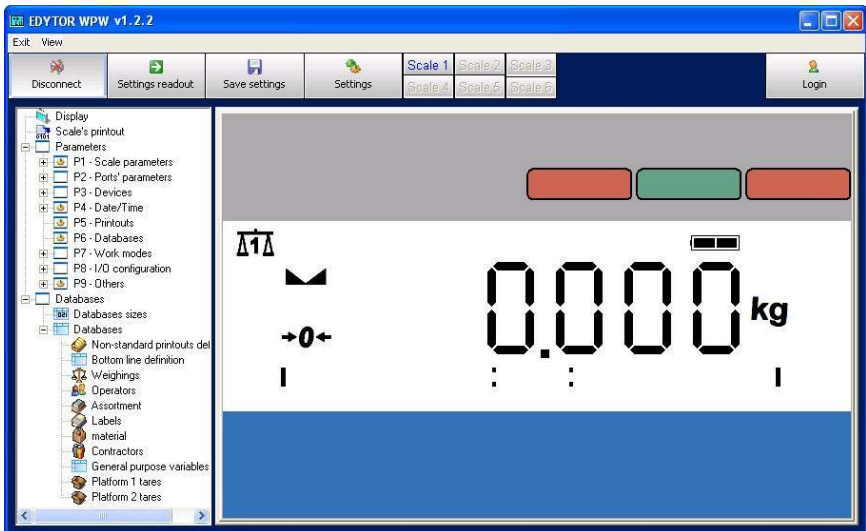 EDYTOR WPW v1.2.2
Exit View
Disconnect Settings readout Save settings Settings Scale 1 Scale 2 Scale 3 Login
Scale 4 Scale 5 Scale 6
Display
Scale's printout
Parameters
P1 - Scale parameters
P2 - Ports' parameters
P3 - Devices
P4 - Date/Time
P5 - Printouts
P6 - Databases
P7 - Work modes
P8 - I/O configuration
P9 - Others
Databases
Databases sizes
Databases
Non-standard printouts del
Bottom line definition
Weighings
Operators
Assortment
Labels
material
Contractors
General purpose variables
Platform 1 tares
Platform 2 tares
1
0.000 kg
→0←